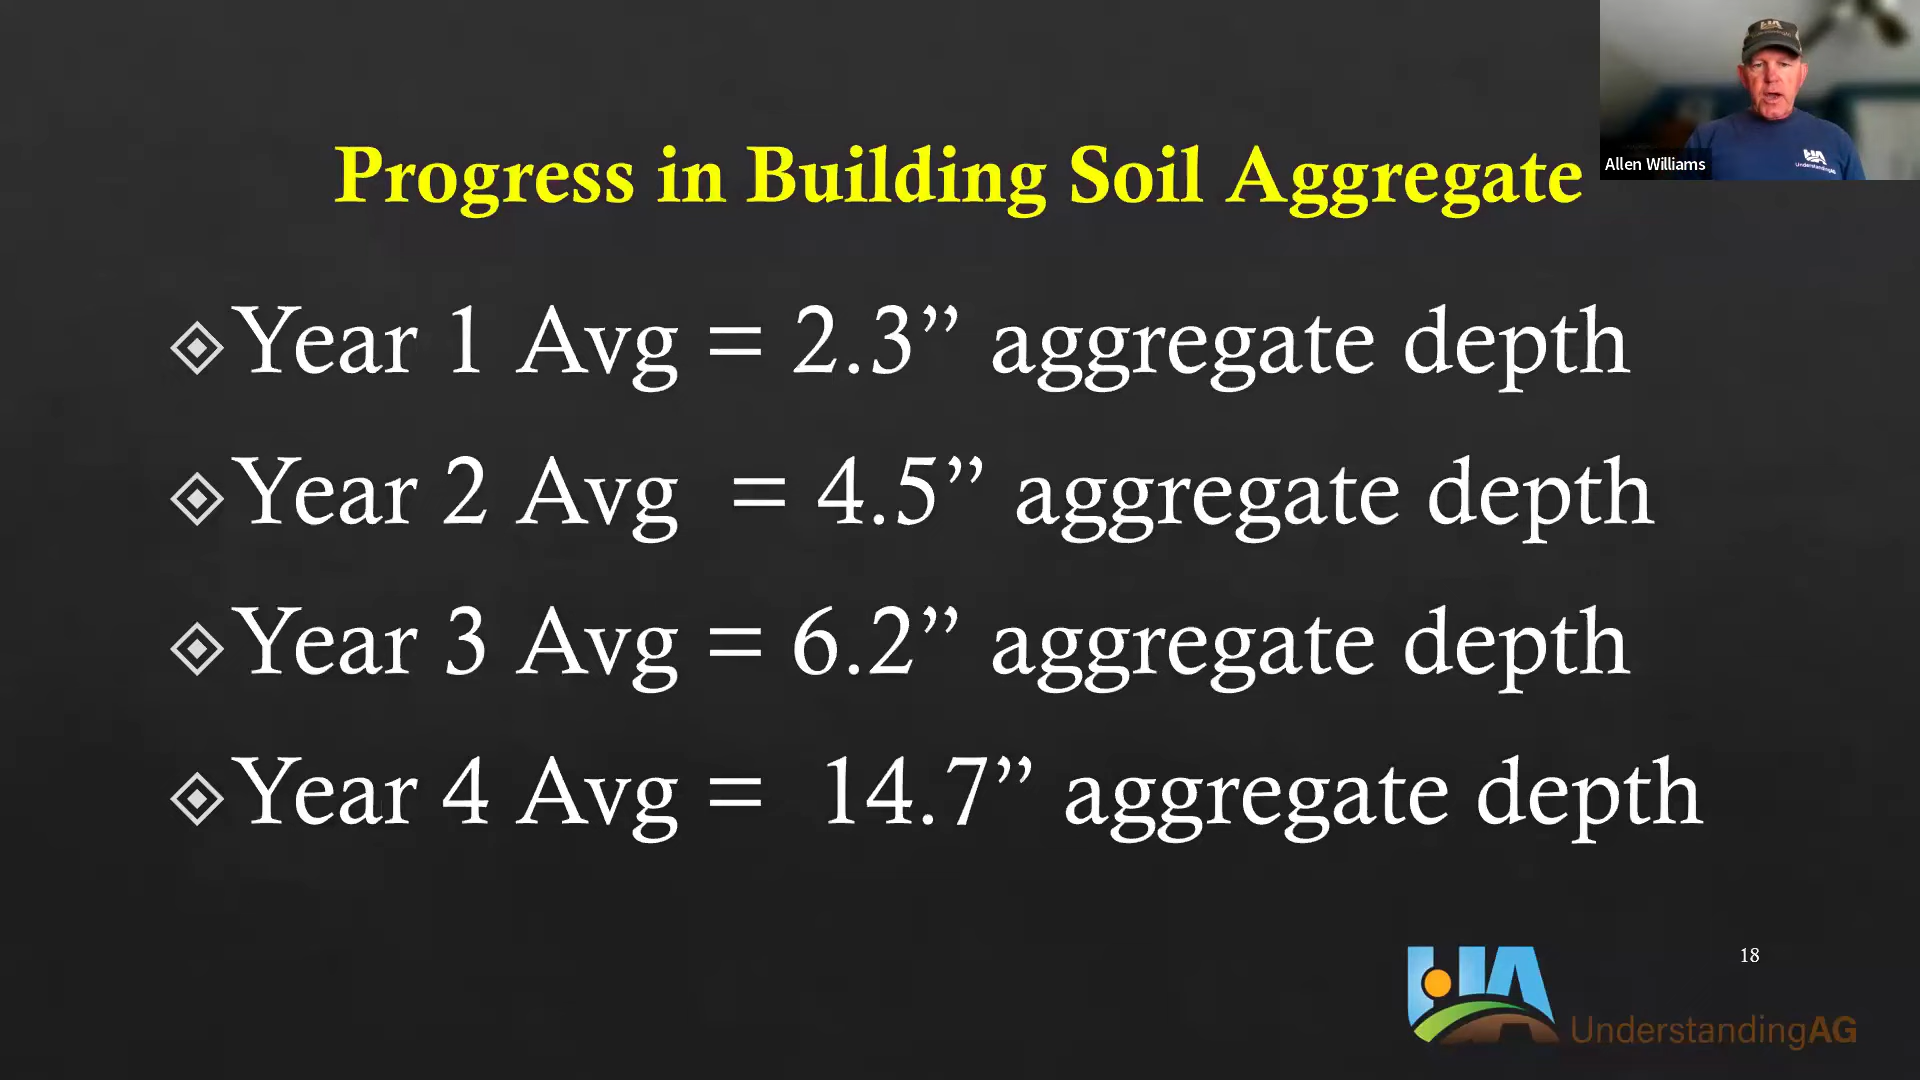 Progress in Building Soil Aggregate
Allen Williams
Year 1 Avg = 2.3” aggregate depth
Year 2 Avg  = 4.5” aggregate depth
Year 3 Avg = 6.2” aggregate depth
Year 4 Avg =  14.7” aggregate depth
18
UA
UnderstandingAG